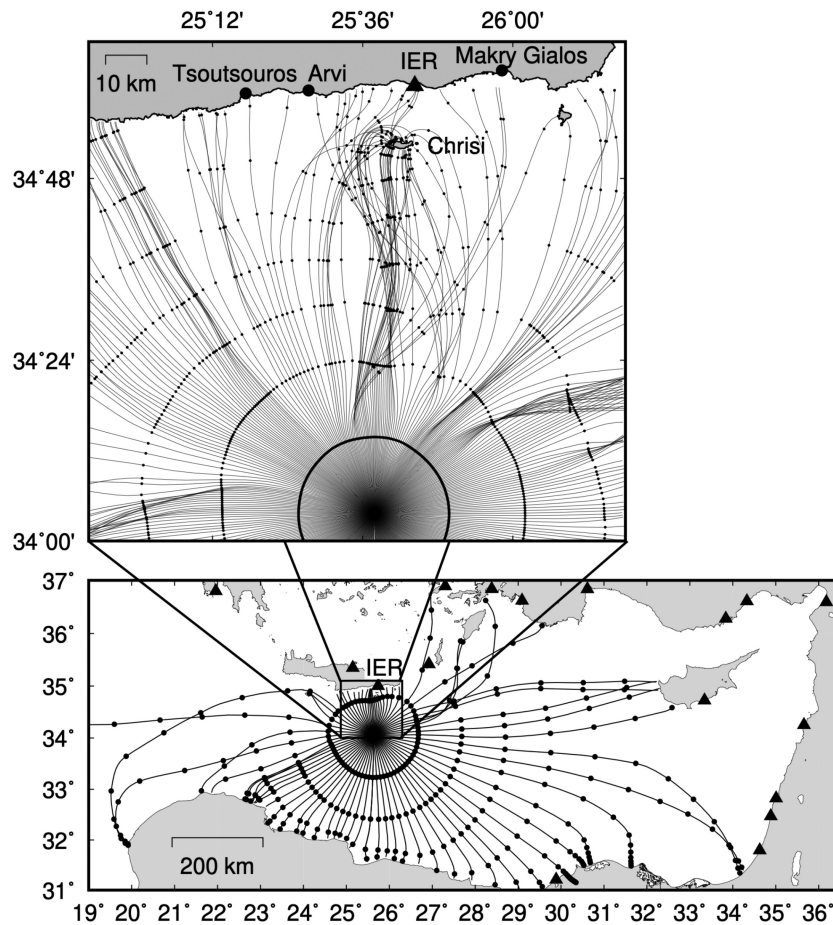 25˚12' 25˚36' 26˚00'
10 km Tsoutsouros Arvi IER Makry Gialos
Chrisi
34˚48'
34˚24'
34˚00'
37˚
36˚
35˚
34˚
33˚
32˚
31˚
IER
200 km
19˚ 20˚ 21˚ 22˚ 23˚ 24˚ 25˚ 26˚ 27˚ 28˚ 29˚ 30˚ 31˚ 32˚ 33˚ 34˚ 35˚ 36˚